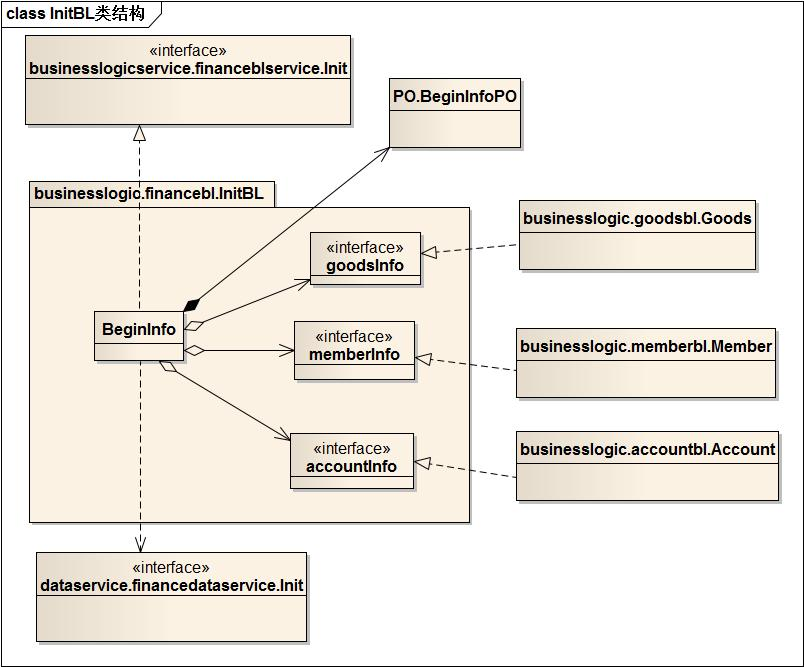 class InitBL类结构
«interface»
businesslogicservice.financeblservice.Init
PO.BeginInfoPO
businesslogic.financebl.InitBL
businesslogic.goodsbl.Goods
«interface»
goodsInfo
BeginInfo
«interface»
memberInfo
businesslogic.memberbl.Member
«interface»
accountInfo
businesslogic.accountbl.Account
«interface»
dataservice.financedataservice.Init